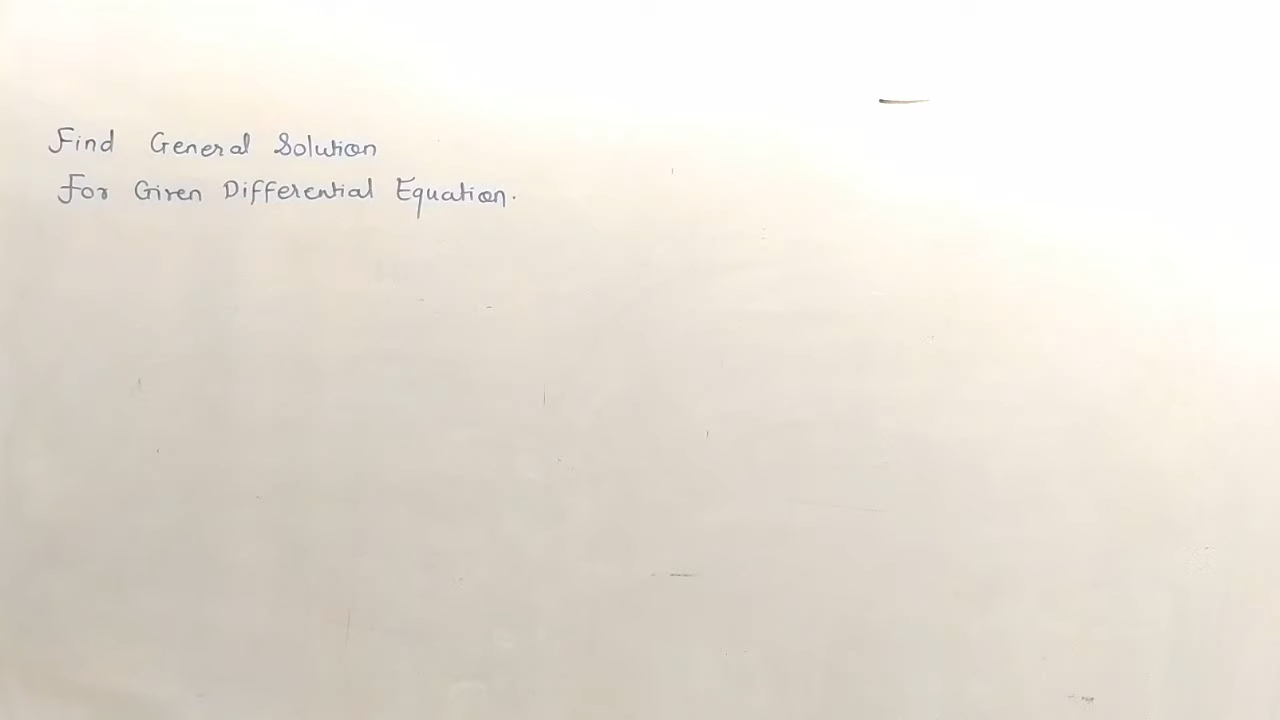 Find General Solution
For Given Differential Equation.